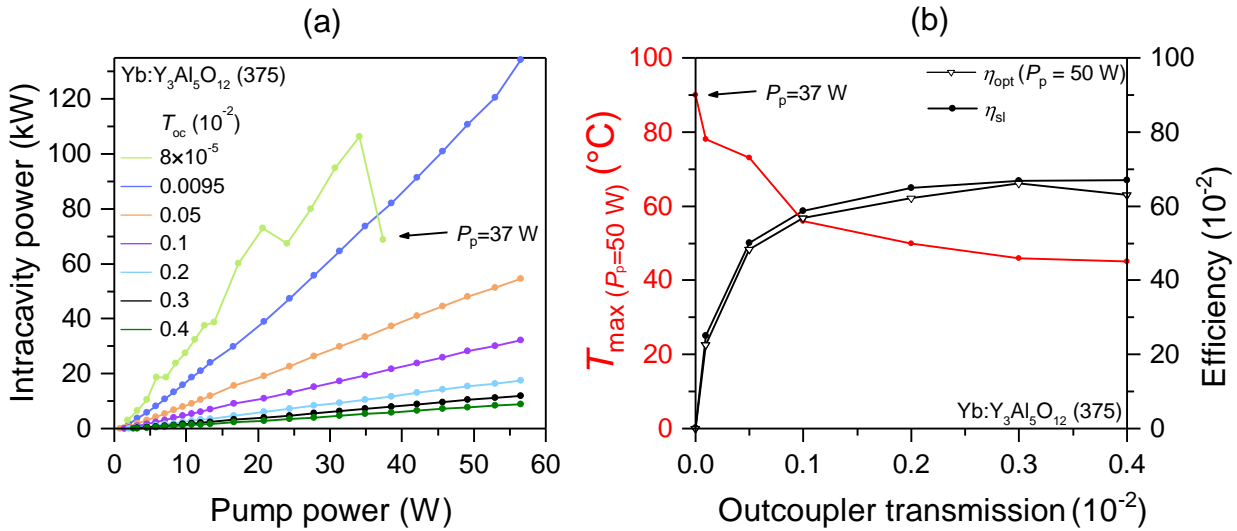 (a)
Intracavity power (kW)
120
100
80
60
40
20
0
Yb:Y₃Al₅O₁₂ (375)
Tₒc (10⁻²)
8×10⁻⁵
0.0095
0.05
0.1
0.2
0.3
0.4
Pₚ=37 W
0 10 20 30 40 50 60
Pump power (W)
(b)
T_max (Pₚ=50 W) (°C)
100
80
60
40
20
0
Pₚ=37 W
η_opt (Pₚ = 50 W)
η_sl
Yb:Y₃Al₅O₁₂ (375)
100
80
60
40
20
0
Efficiency (10⁻²)
0.0 0.1 0.2 0.3 0.4
Outcoupler transmission (10⁻²)